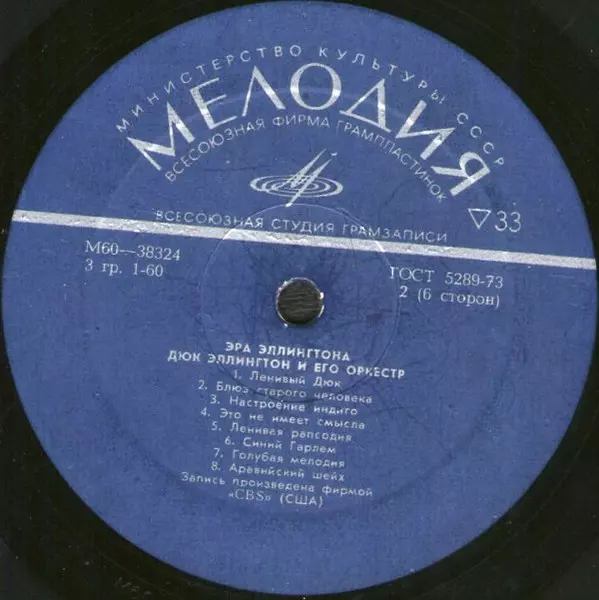 МИНИСТЕРСТВО КУЛЬТУРЫ СССР
МЕЛОДИЯ
ВСЕСОЮЗНАЯ ФИРМА ГРАМПЛАСТИНОК
33
ВСЕСОЮЗНАЯ СТУДИЯ ГРАМЗАПИСИ
М60—38324
3 гр. 1-60
ГОСТ 5289-73
2 (6 сторон)
ЭРА ЭЛЛИНГТОНА
ДЮК ЭЛЛИНГТОН И ЕГО ОРКЕСТР
1. Ленивый Дюк
2. Блюз старого человека
3. Настроение индиго
4. Это не имеет смысла
5. Ленивая рапсодия
6. Синий Гарлем
7. Голубая мелодия
8. Аравийский шейх
Запись произведена фирмой
«CBS» (США)